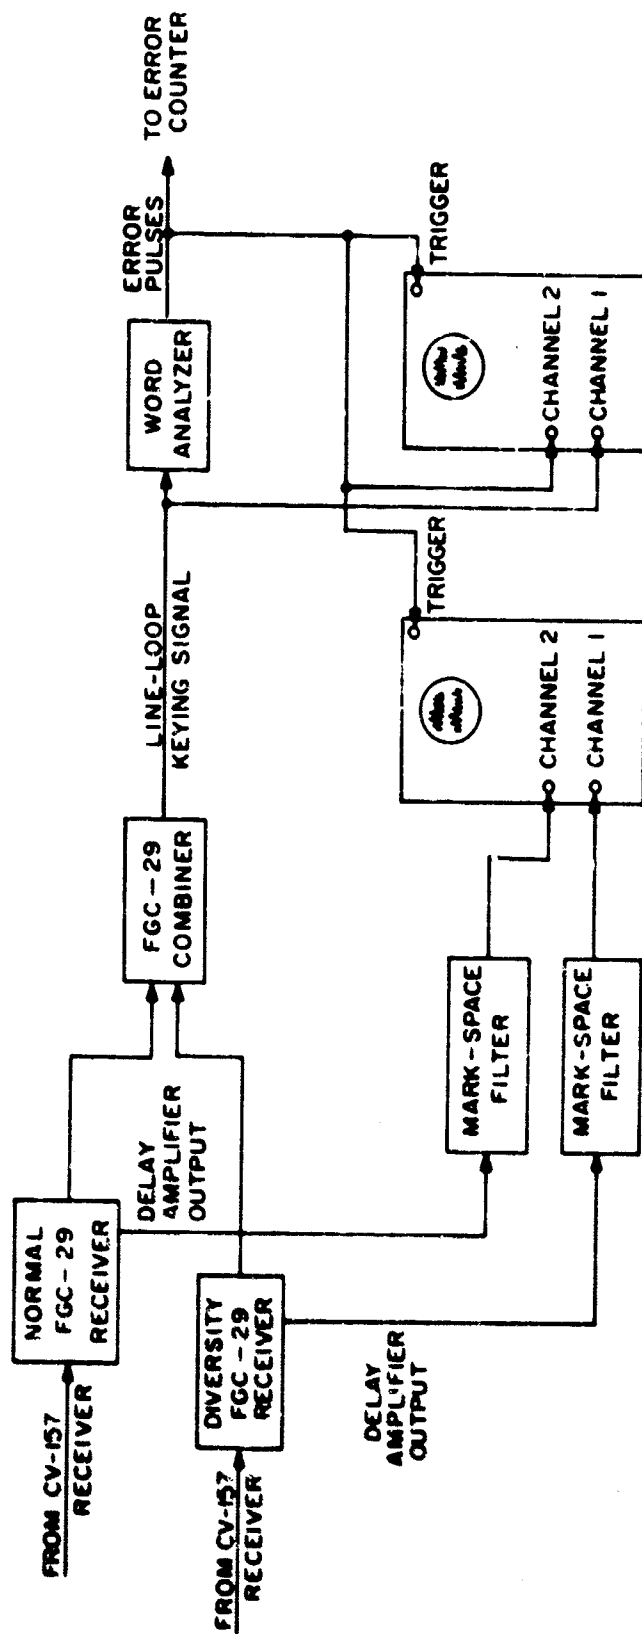 FROM CV-157
RECEIVER
NORMAL
FGC-29
RECEIVER
FROM CV-157
RECEIVER
DIVERSITY
FGC-29
RECEIVER
DELAY
AMPLIFIER
OUTPUT
DELAY
AMPLIFIER
OUTPUT
FGC-29
COMBINER
LINE-LOOP
KEYING SIGNAL
WORD
ANALYZER
ERROR
PULSES
TO ERROR
COUNTER
MARK-SPACE
FILTER
MARK-SPACE
FILTER
TRIGGER
CHANNEL 2
CHANNEL 1
TRIGGER
CHANNEL 2
CHANNEL 1